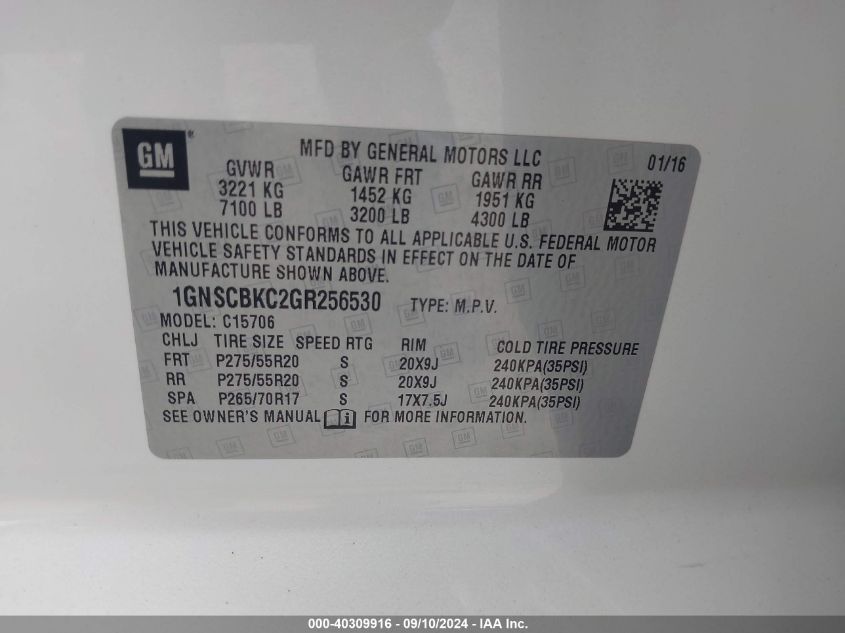 GM ®
MFD BY GENERAL MOTORS LLC 01/16
GVWR GAWR FRT GAWR RR
3221 KG 1452 KG 1951 KG
7100 LB 3200 LB 4300 LB
THIS VEHICLE CONFORMS TO ALL APPLICABLE U.S. FEDERAL MOTOR
VEHICLE SAFETY STANDARDS IN EFFECT ON THE DATE OF
MANUFACTURE SHOWN ABOVE.
1GNSCBKC2GR256530 TYPE: M.P.V.
MODEL: C15706
CHLJ TIRE SIZE SPEED RTG RIM COLD TIRE PRESSURE
FRT P275/55R20 S 20X9J 240KPA(35PSI)
RR P275/55R20 S 20X9J 240KPA(35PSI)
SPA P265/70R17 S 17X7.5J 240KPA(35PSI)
SEE OWNER'S MANUAL i FOR MORE INFORMATION.
000-40309916 - 09/10/2024 - IAA Inc.